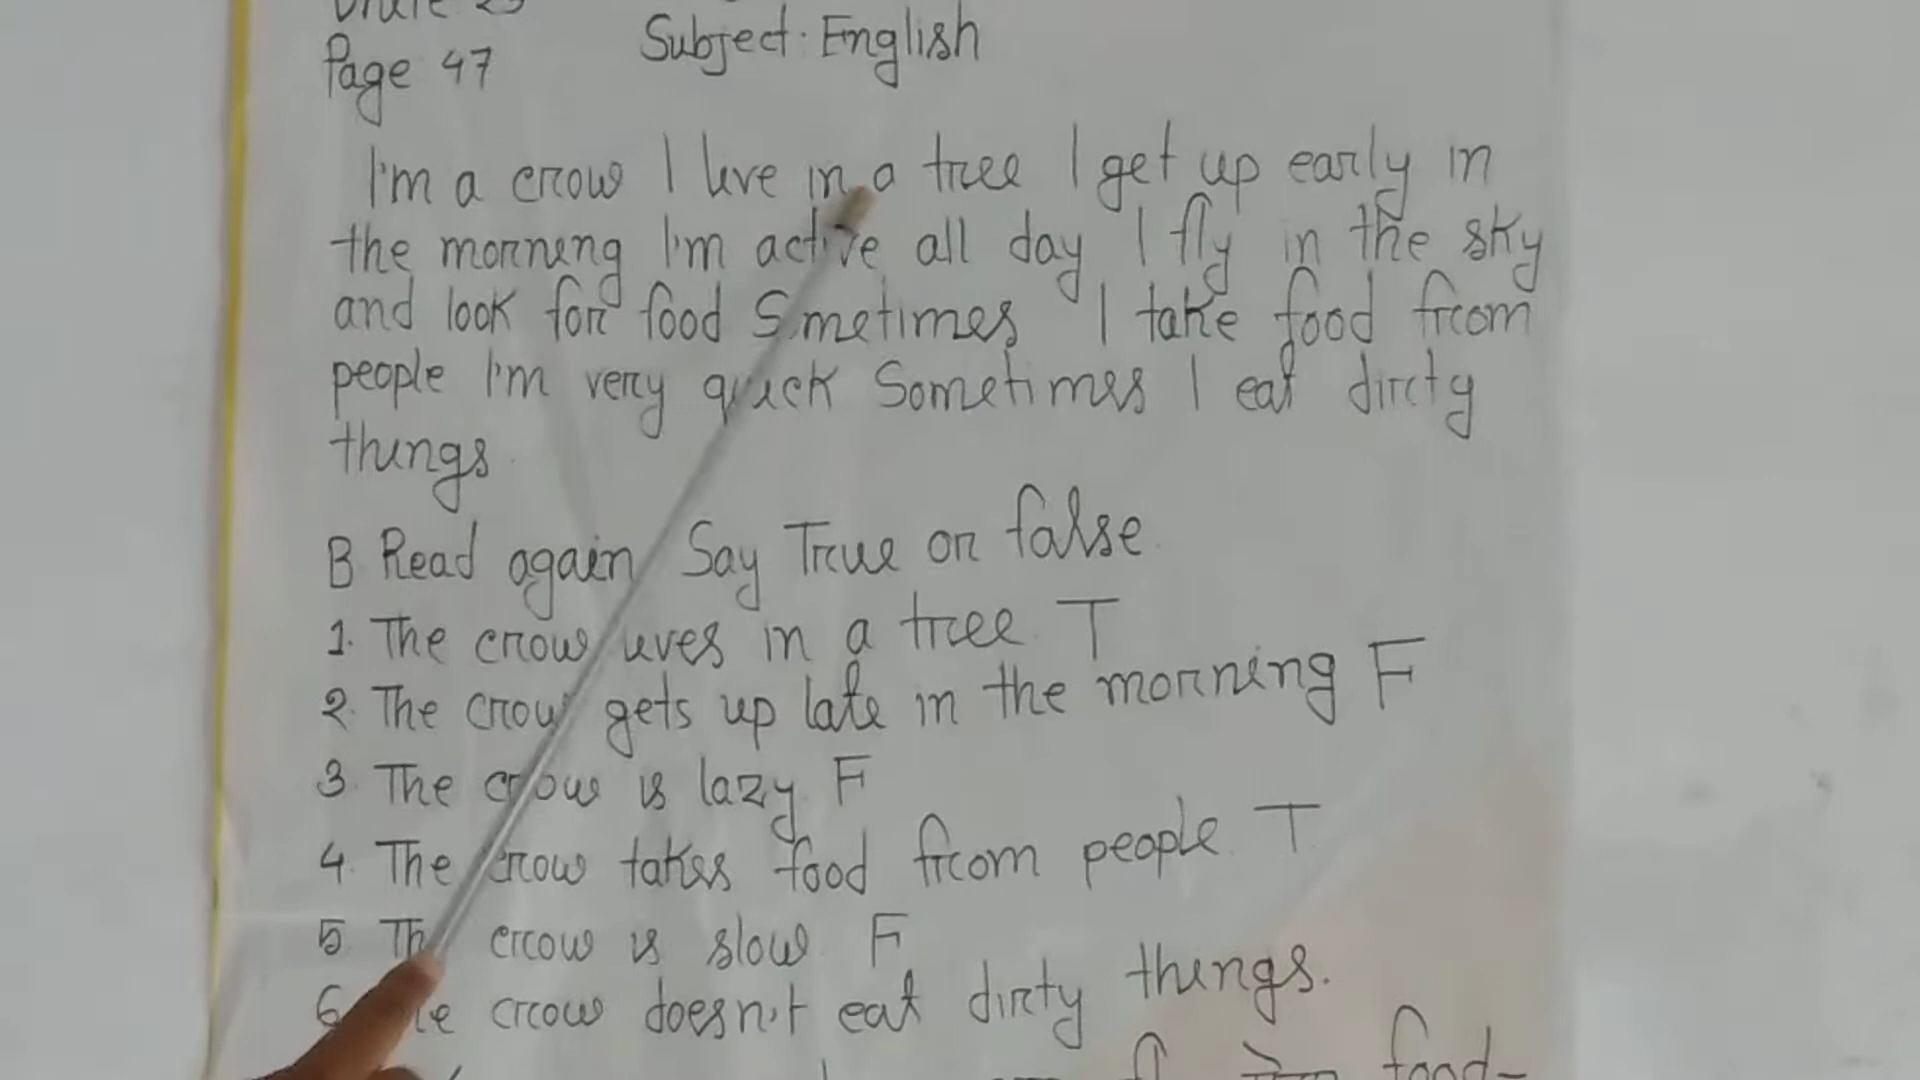 Page 47 Subject: English
I'm a crow I live in a tree I get up early in
the morning I'm active all day I fly in the sky
and look for food Sometimes I take food from
people I'm very quick Sometimes I eat dirty
things
B Read again Say True or false
1. The crow lives in a tree T
2. The crow gets up late in the morning F
3. The crow is lazy F
4. The crow takes food from people T
5 The crow is slow F
6 The crow doesn't eat dirty things.
food-